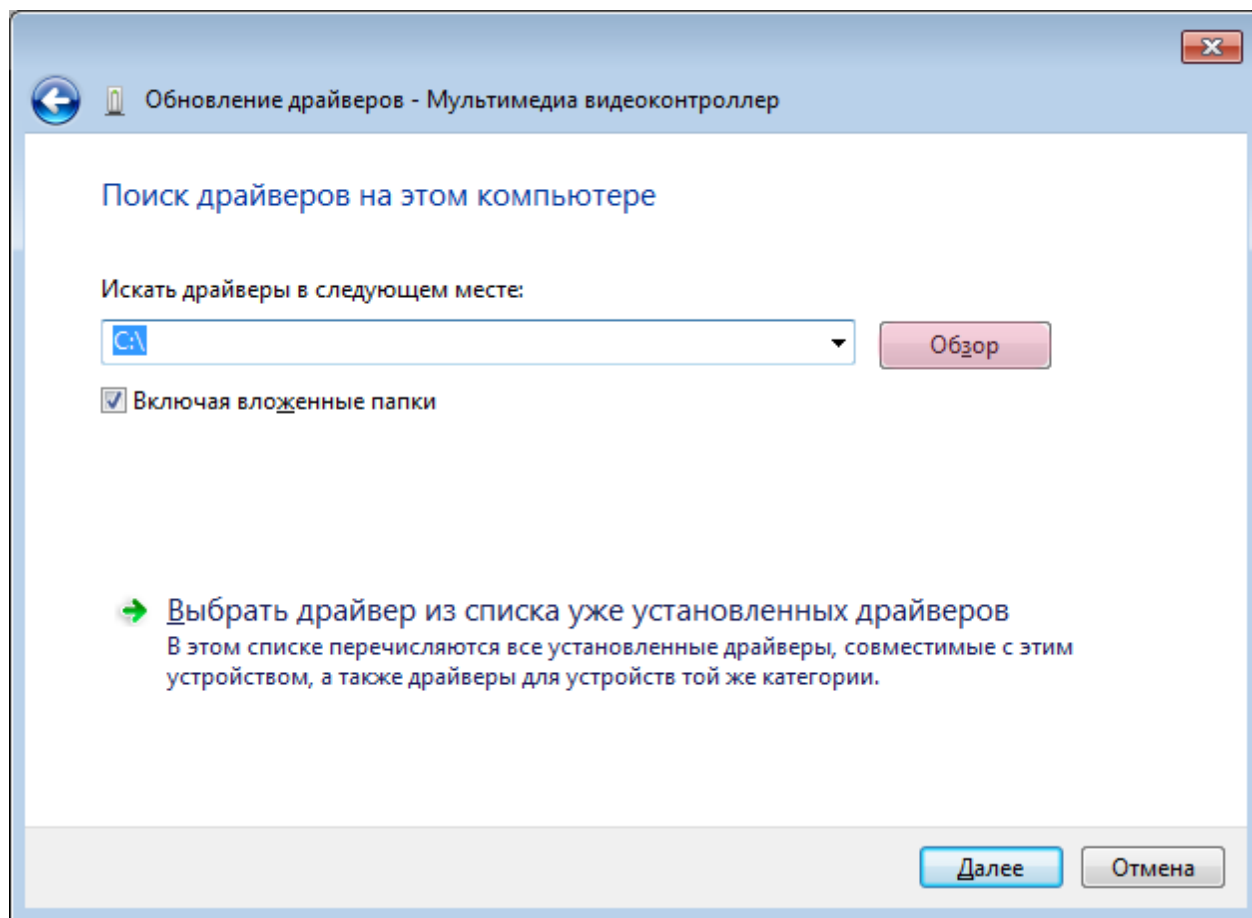 Обновление драйверов - Мультимедиа видеоконтроллер
Поиск драйверов на этом компьютере
Искать драйверы в следующем месте:
C:\
Обзор
Включая вложенные папки
Выбрать драйвер из списка уже установленных драйверов
В этом списке перечисляются все установленные драйверы, совместимые с этим
устройством, а также драйверы для устройств той же категории.
Далее
Отмена